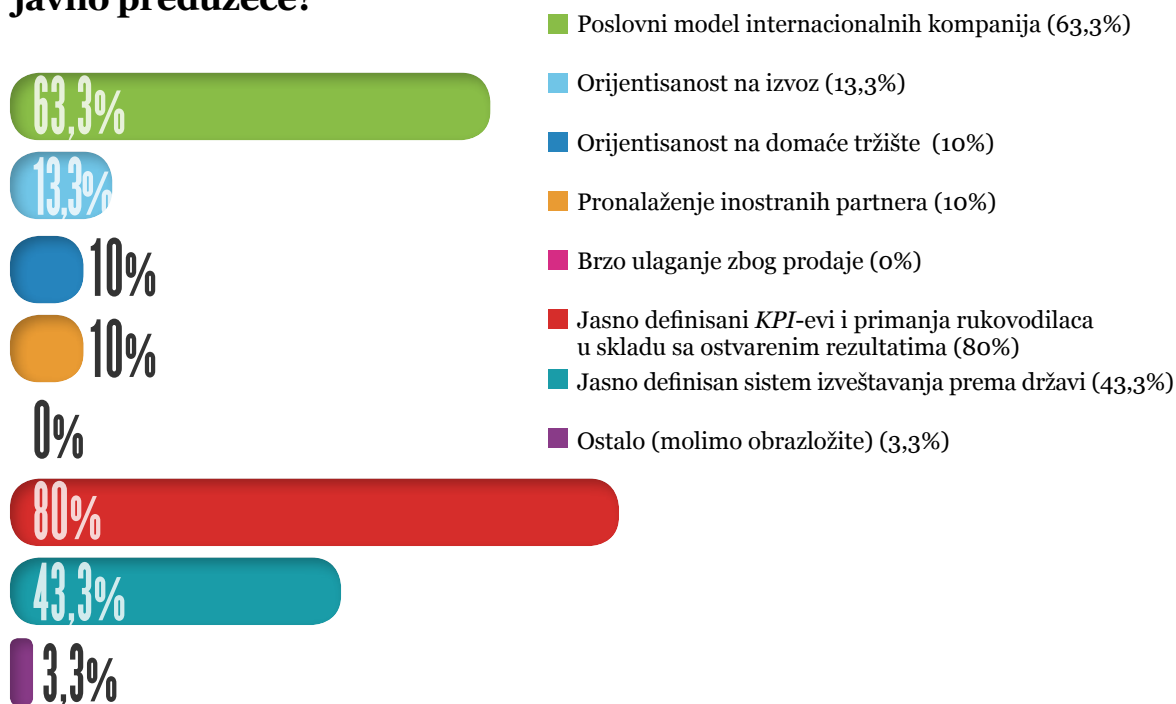 javno preduzeće?
Poslovni model internacionalnih kompanija (63,3%)
Orijentisanost na izvoz (13,3%)
Orijentisanost na domaće tržište (10%)
Pronalaženje inostranih partnera (10%)
Brzo ulaganje zbog prodaje (0%)
Jasno definisani KPI-evi i primanja rukovodilaca
u skladu sa ostvarenim rezultatima (80%)
Jasno definisan sistem izveštavanja prema državi (43,3%)
Ostalo (molimo obrazložite) (3,3%)
63,3%
13,3%
10%
10%
0%
80%
43,3%
3,3%